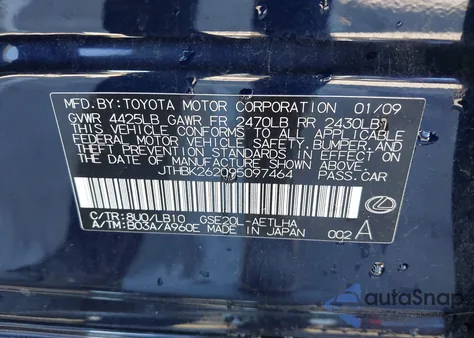 MFD. BY: TOYOTA MOTOR CORPORATION 01/09
GVWR 4425LB GAWR FR 2470LB RR 2430LB
THIS VEHICLE CONFORMS TO ALL APPLICABLE
FEDERAL MOTOR VEHICLE SAFETY, BUMPER, AND
THEFT PREVENTION STANDARDS IN EFFECT ON
THE DATE OF MANUFACTURE SHOWN ABOVE.
JTHBK262095097464 PASS.CAR
C/TR: 8U0/LB10 GSE20L-AETLHA
A/TM: B03A/A960E MADE IN JAPAN 002 A
autoSnap